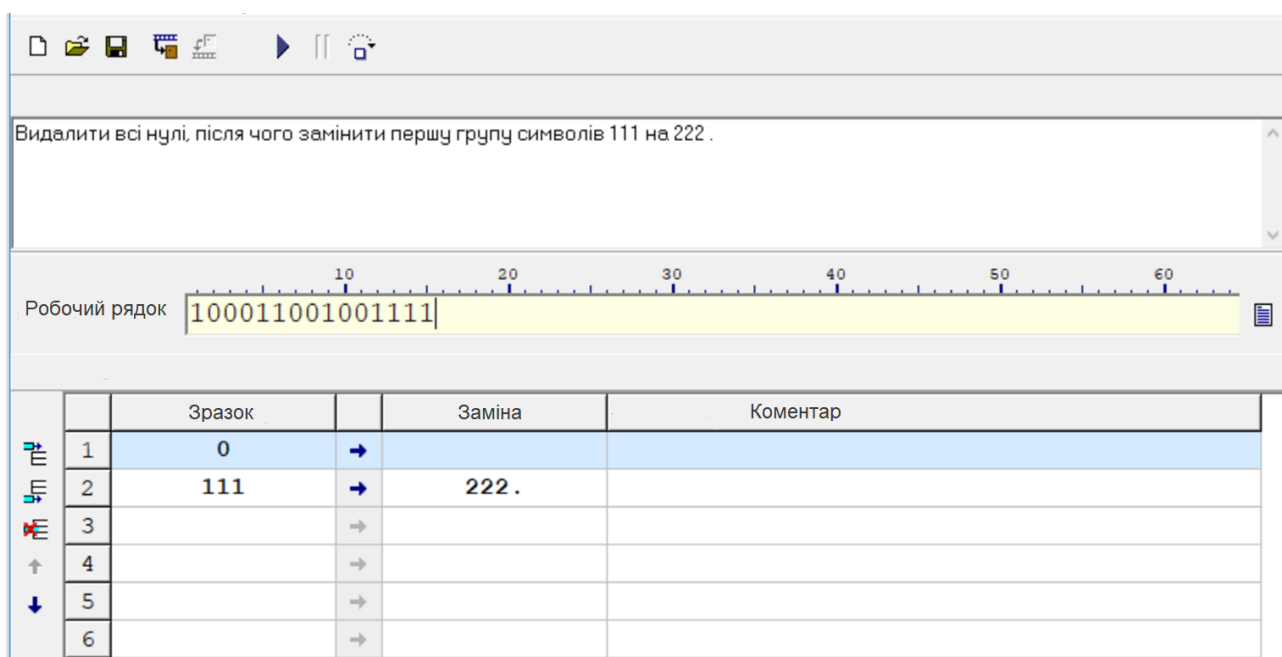 Видалити всі нулі, після чого замінити першу групу символів 111 на 222 .
10 20 30 40 50 60
Робочий рядок 100011001001111
Зразок Заміна Коментар
1 0 ➔
2 111 ➔ 222.
3 ➔
4 ➔
5 ➔
6 ➔